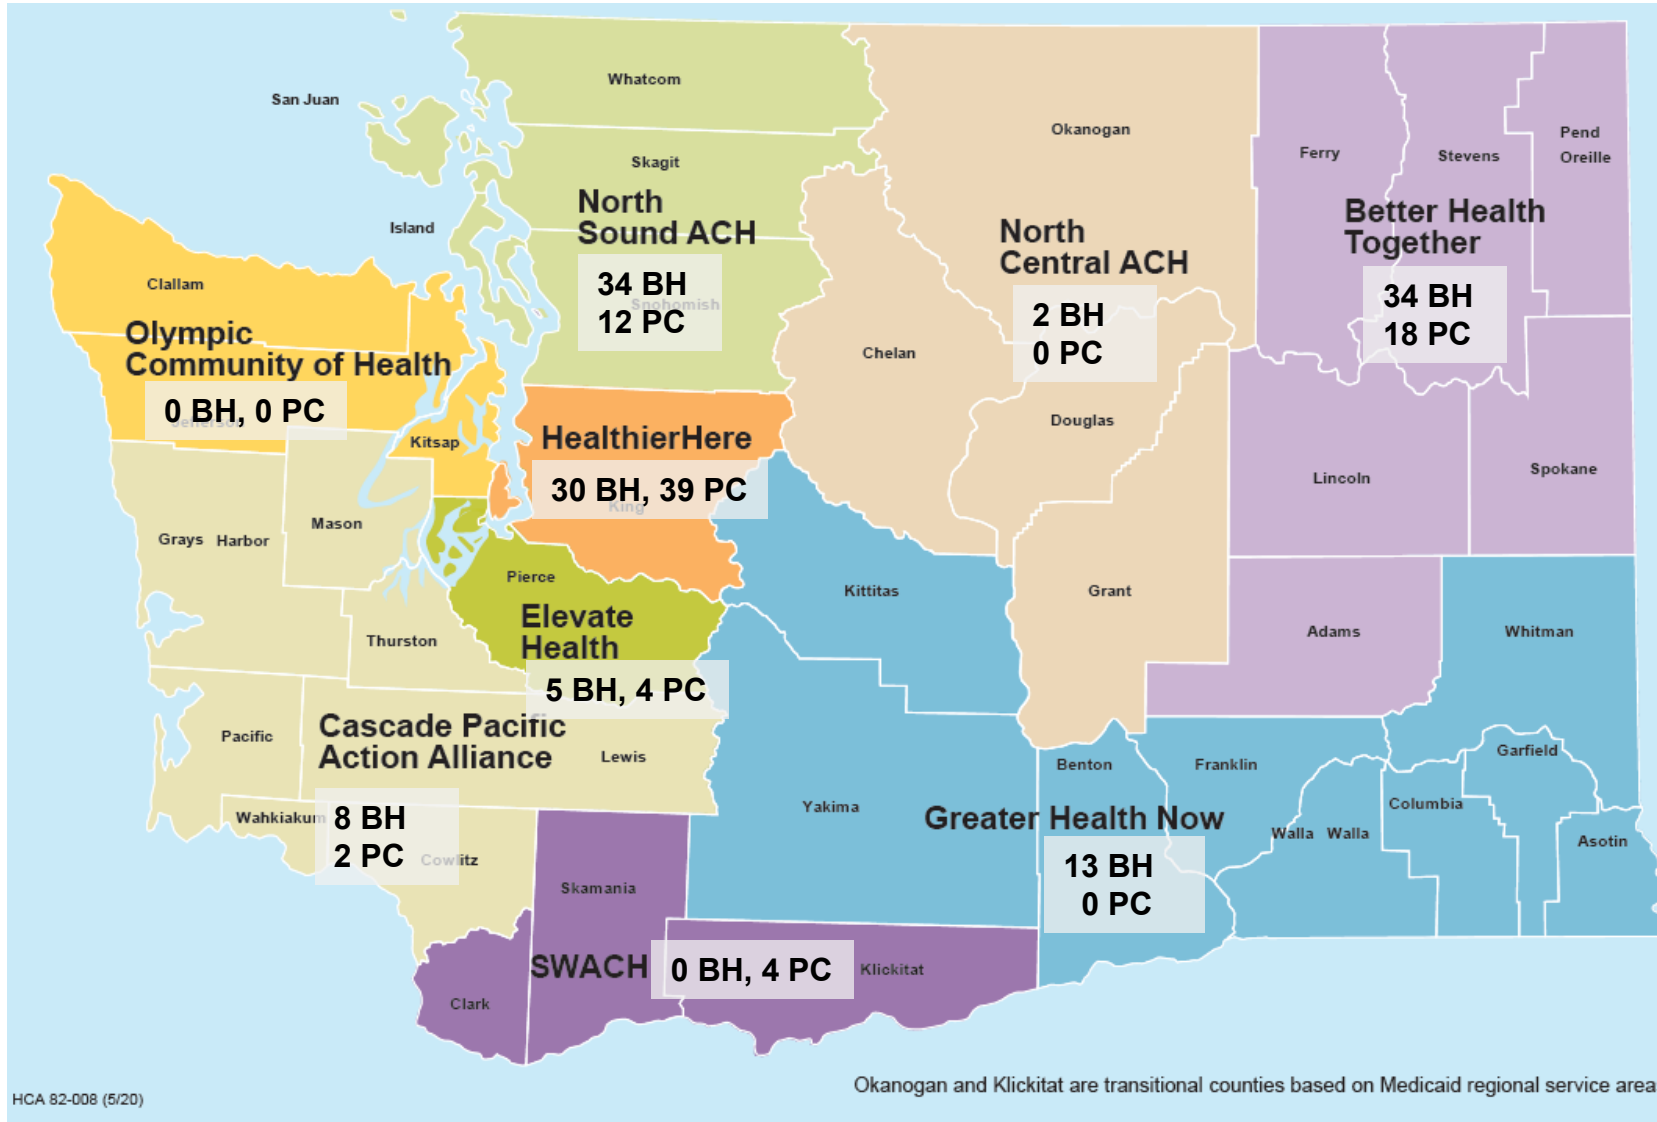 Whatcom
San Juan
Skagit
Island
North
Sound ACH
34 BH
12 PC
Snohomish
Okanogan
North
Central ACH
2 BH
0 PC
Chelan
Douglas
Grant
Ferry
Stevens
Pend
Oreille
Better Health
Together
34 BH
18 PC
Lincoln
Spokane
Adams
Clallam
Olympic
Community of Health
0 BH, 0 PC
Jefferson
Kitsap
HealthierHere
30 BH, 39 PC
King
Grays Harbor
Mason
Thurston
Pierce
Elevate
Health
5 BH, 4 PC
Pacific
Cascade Pacific
Action Alliance
Lewis
Wahkiakum
8 BH
2 PC
Cowlitz
Kittitas
Yakima
Benton
Franklin
Greater Health Now
13 BH
0 PC
Walla Walla
Whitman
Garfield
Columbia
Asotin
Skamania
SWACH
0 BH, 4 PC
Klickitat
Clark
Okanogan and Klickitat are transitional counties based on Medicaid regional service area
HCA 82-008 (5/20)